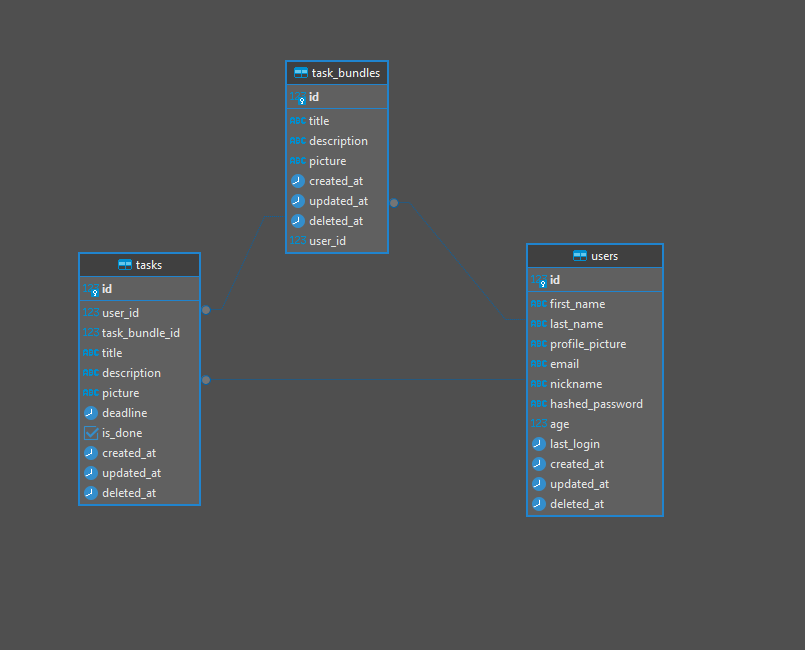 task_bundles
123 id
ABC title
ABC description
ABC picture
created_at
updated_at
deleted_at
123 user_id
tasks
123 id
123 user_id
123 task_bundle_id
ABC title
ABC description
ABC picture
deadline
is_done
created_at
updated_at
deleted_at
users
123 id
ABC first_name
ABC last_name
ABC profile_picture
ABC email
ABC nickname
ABC hashed_password
123 age
last_login
created_at
updated_at
deleted_at